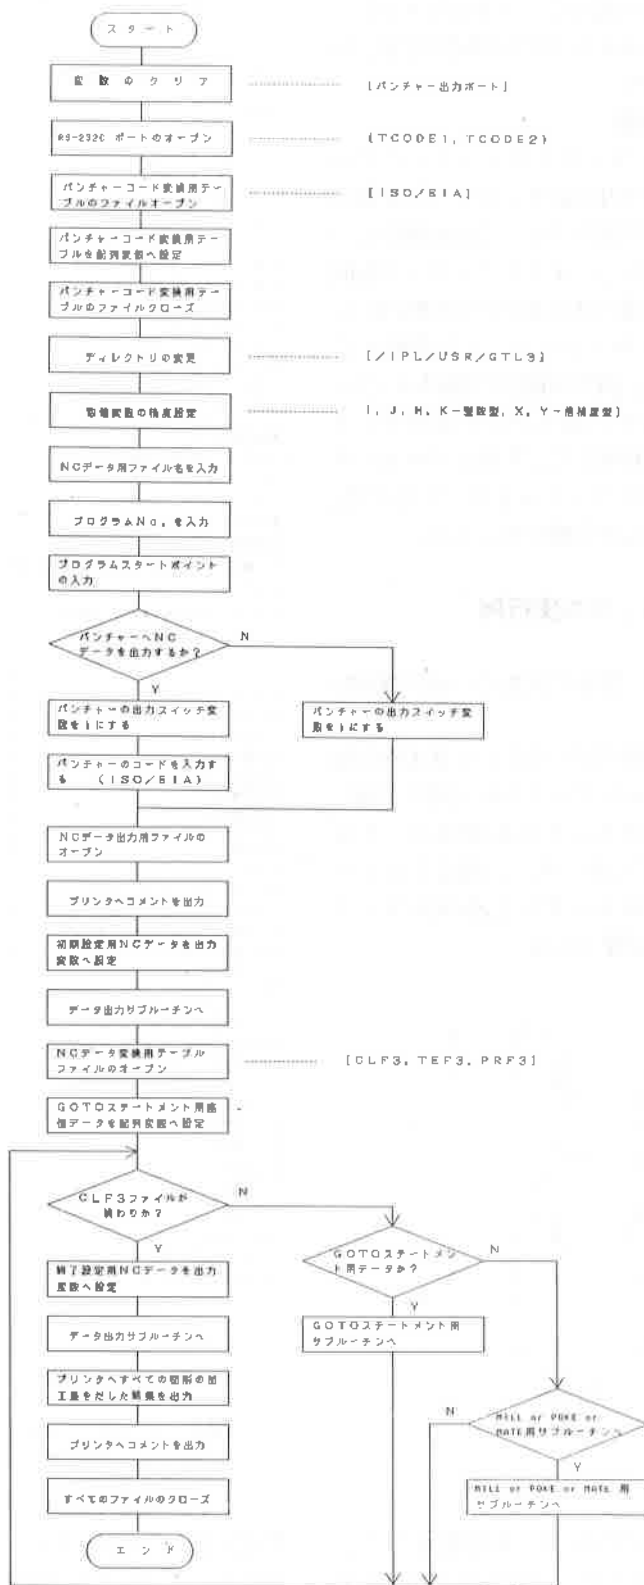 スタート
変数のクリア
[パンチャー出力ポート]
RS-232C ポートのオープン
(TCODE1, TCODE2)
パンチャーコード変換用テー
ブルのファイルオープン
[ISO/EIA]
パンチャーコード変換用テー
ブルを配列変数へ設定
パンチャーコード変換用テー
ブルのファイルクローズ
ディレクトリの変更
[/IPL/USR/GTL3]
数値変数の精度設定
[I, J, H, K−整数型, X, Y−倍精度型]
NCデータ用ファイル名を入力
プログラムNo.を入力
プログラムスタートポイント
の入力
パンチャーへNC
データを出力するか?
N
Y
パンチャーの出力スイッチ変
数を1にする
パンチャーの出力スイッチ変
数を1にする
パンチャーのコードを入力す
る (ISO/EIA)
NCデータ出力用ファイルの
オープン
プリンタへコメントを出力
初期設定用NCデータを出力
変数へ設定
データ出力サブルーチンへ
NCデータ変換用テーブル
ファイルのオープン
[CLF3, TEF3, PRF3]
GOTOステートメント用座
標データを配列変数へ設定
CLF3ファイルが
終わりか?
N
Y
GOTOステートメン
ト用データか?
N
Y
終了設定用NCデータを出力
変数へ設定
GOTOステートメント用
サブルーチンへ
データ出力サブルーチンへ
プリンタへすべての図形の加
工量をだした結果を出力
MILL or POKE or
MATE用サブルーチンへ
N
Y
プリンタへコメントを出力
MILL or POKE or MATE 用
サブルーチンへ
すべてのファイルのクローズ
エンド